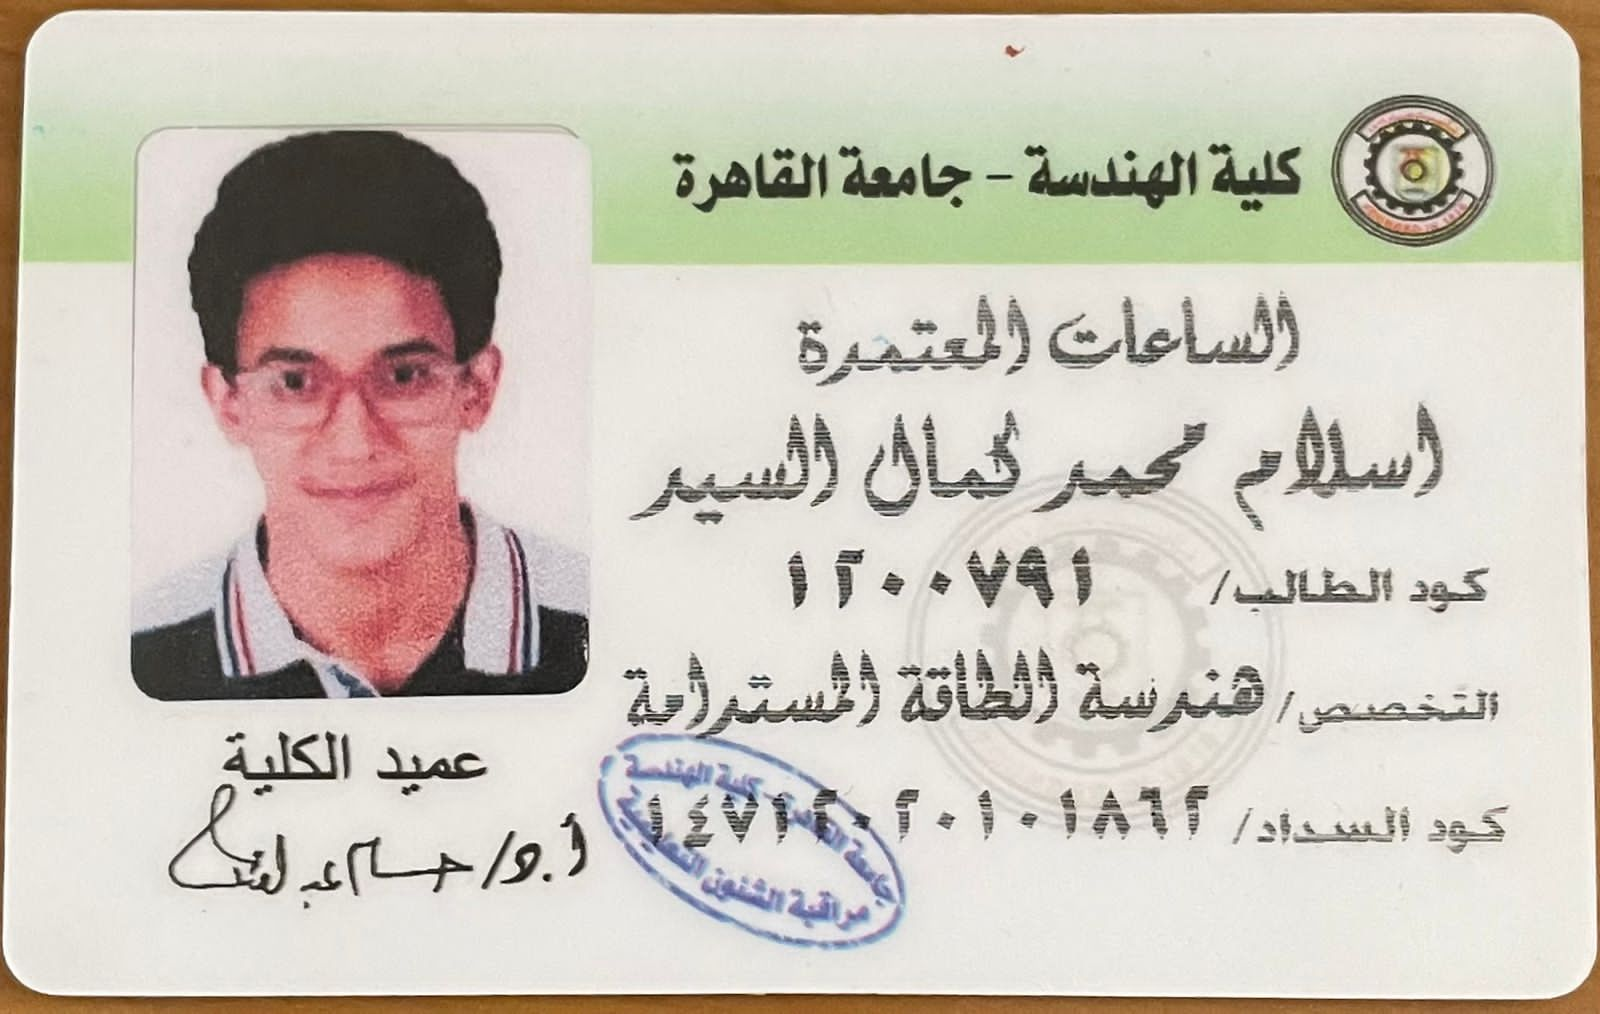 كلية الهندسة - جامعة القاهرة
الساعات المعتمدة
اسلام محمد كمال السيد
كود الطالب/ ١٢٠٠٧٩١
التخصص/ هندسة الطاقة المستدامة
كود السداد/ ١٤٧١٢٠٢٠١٠١٨٦٢
جامعة القاهرة - كلية الهندسة
مراقبة الشئون التعليمية
عميد الكلية
أ.د/ حسام عبد